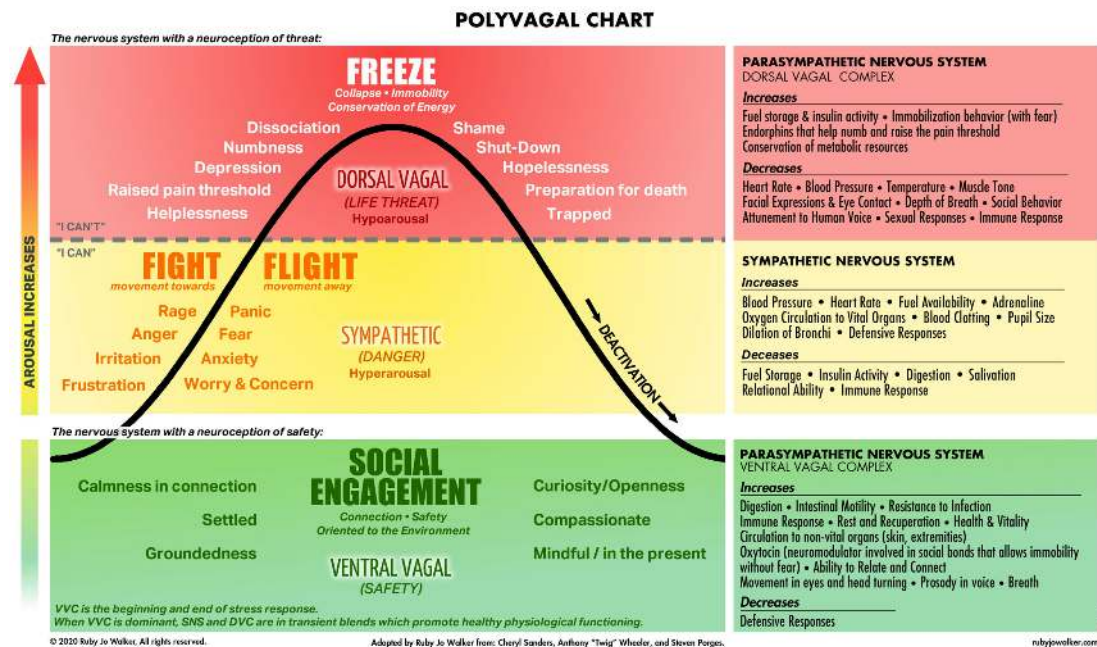 POLYVAGAL CHART
The nervous system with a neuroception of threat:
FREEZE
Collapse • Immobility
Conservation of Energy
Dissociation
Numbness
Depression
Raised pain threshold
Helplessness
Shame
Shut-Down
Hopelessness
Preparation for death
Trapped
DORSAL VAGAL
(LIFE THREAT)
Hypoarousal
"I CAN'T"
"I CAN"
AROUSAL INCREASES
FIGHT
movement towards
FLIGHT
movement away
Rage
Anger
Irritation
Frustration
Panic
Fear
Anxiety
Worry & Concern
SYMPATHETIC
(DANGER)
Hyperarousal
DEACTIVATION
The nervous system with a neuroception of safety:
SOCIAL
ENGAGEMENT
Connection • Safety
Oriented to the Environment
Calmness in connection
Settled
Groundedness
Curiosity/Openness
Compassionate
Mindful / in the present
VENTRAL VAGAL
(SAFETY)
VVC is the beginning and end of stress response.
When VVC is dominant, SNS and DVC are in transient blends which promote healthy physiological functioning.
PARASYMPATHETIC NERVOUS SYSTEM
DORSAL VAGAL COMPLEX
Increases
Fuel storage & insulin activity • Immobilization behavior (with fear)
Endorphins that help numb and raise the pain threshold
Conservation of metabolic resources
Decreases
Heart Rate • Blood Pressure • Temperature • Muscle Tone
Facial Expressions & Eye Contact • Depth of Breath • Social Behavior
Attunement to Human Voice • Sexual Responses • Immune Response
SYMPATHETIC NERVOUS SYSTEM
Increases
Blood Pressure • Heart Rate • Fuel Availability • Adrenaline
Oxygen Circulation to Vital Organs • Blood Clotting • Pupil Size
Dilation of Bronchi • Defensive Responses
Deceases
Fuel Storage • Insulin Activity • Digestion • Salivation
Relational Ability • Immune Response
PARASYMPATHETIC NERVOUS SYSTEM
VENTRAL VAGAL COMPLEX
Increases
Digestion • Intestinal Motility • Resistance to Infection
Immune Response • Rest and Recuperation • Health & Vitality
Circulation to non-vital organs (skin, extremities)
Oxytocin (neuromodulator involved in social bonds that allows immobility
without fear) • Ability to Relate and Connect
Movement in eyes and head turning • Prosody in voice • Breath
Decreases
Defensive Responses
© 2020 Ruby Jo Walker, All rights reserved.
Adapted by Ruby Jo Walker from: Cheryl Sanders, Anthony "Twig" Wheeler, and Steven Porges.
rubyjowalker.com